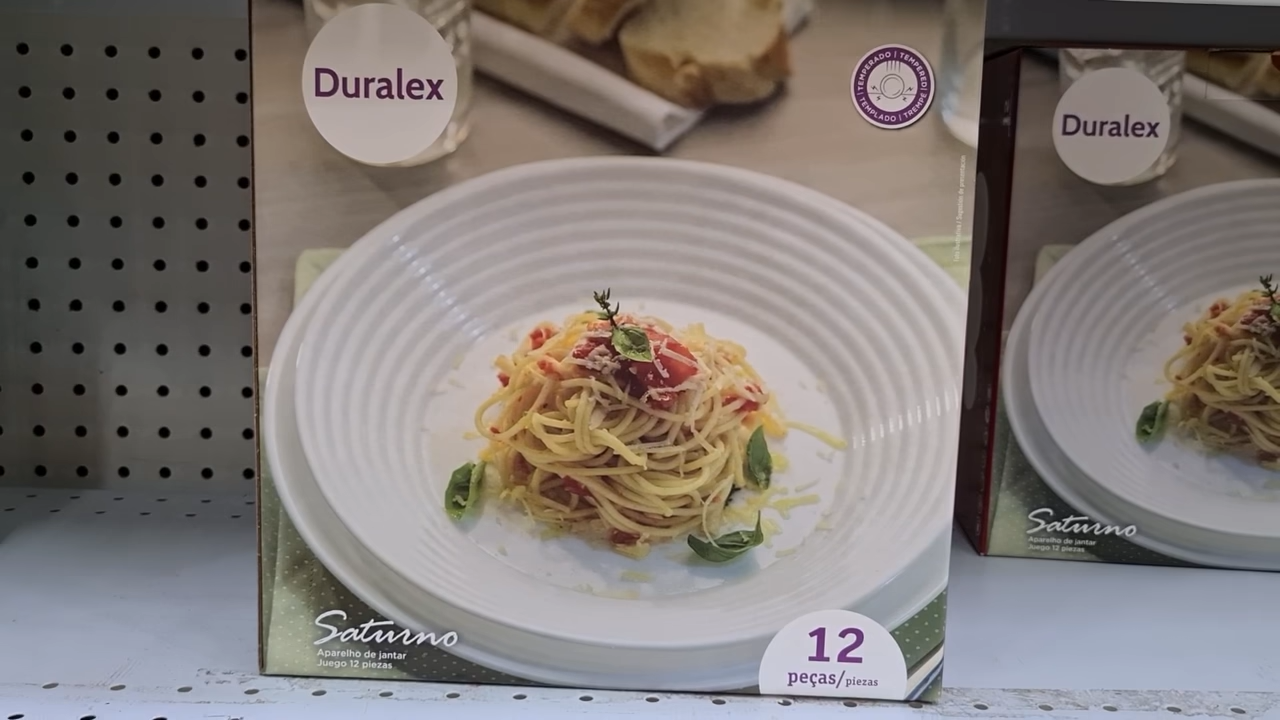 Duralex
TEMPERADO | TEMPERED | TREMPÉ | TEMPLADO
Saturno
Aparelho de jantar
Juego 12 piezas
12
peças/piezas
Duralex
Saturno
Aparelho de jantar
Juego 12 piezas